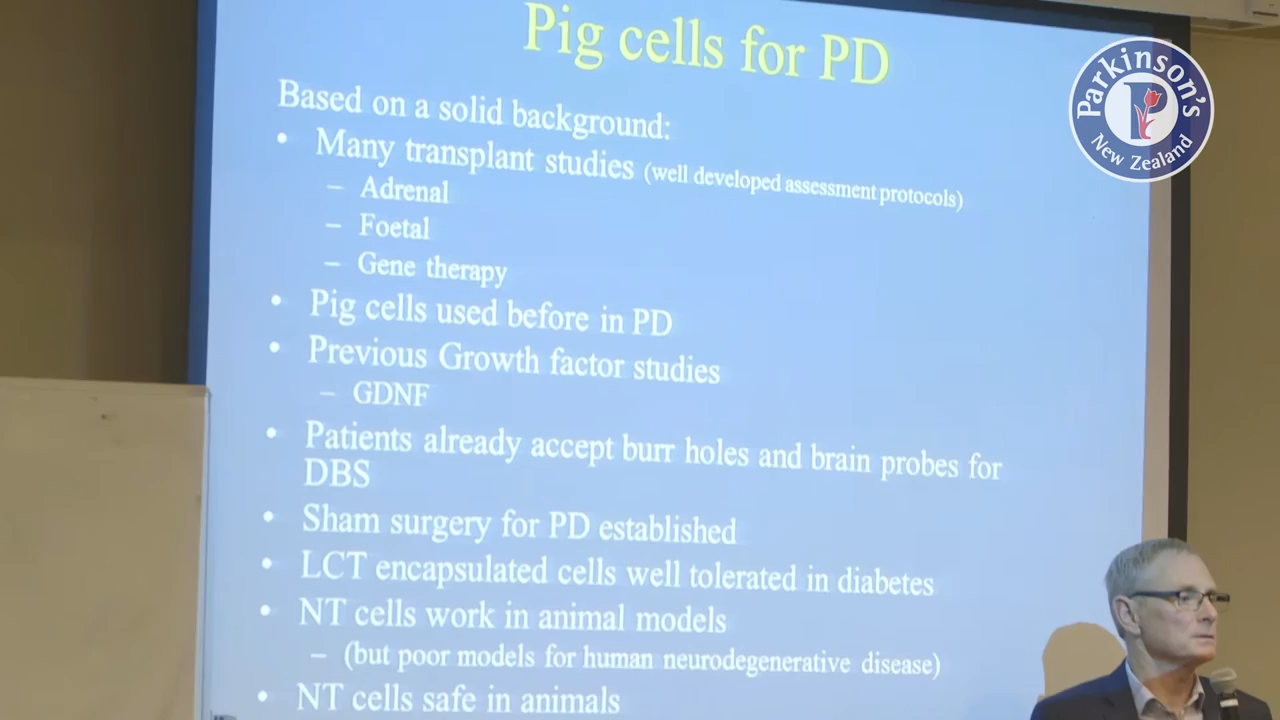 Pig cells for PD
Parkinson's
P
New Zealand
Based on a solid background:
• Many transplant studies (well developed assessment protocols)
– Adrenal
– Foetal
– Gene therapy
• Pig cells used before in PD
• Previous Growth factor studies
– GDNF
• Patients already accept burr holes and brain probes for
DBS
• Sham surgery for PD established
• LCT encapsulated cells well tolerated in diabetes
• NT cells work in animal models
– (but poor models for human neurodegenerative disease)
• NT cells safe in animals